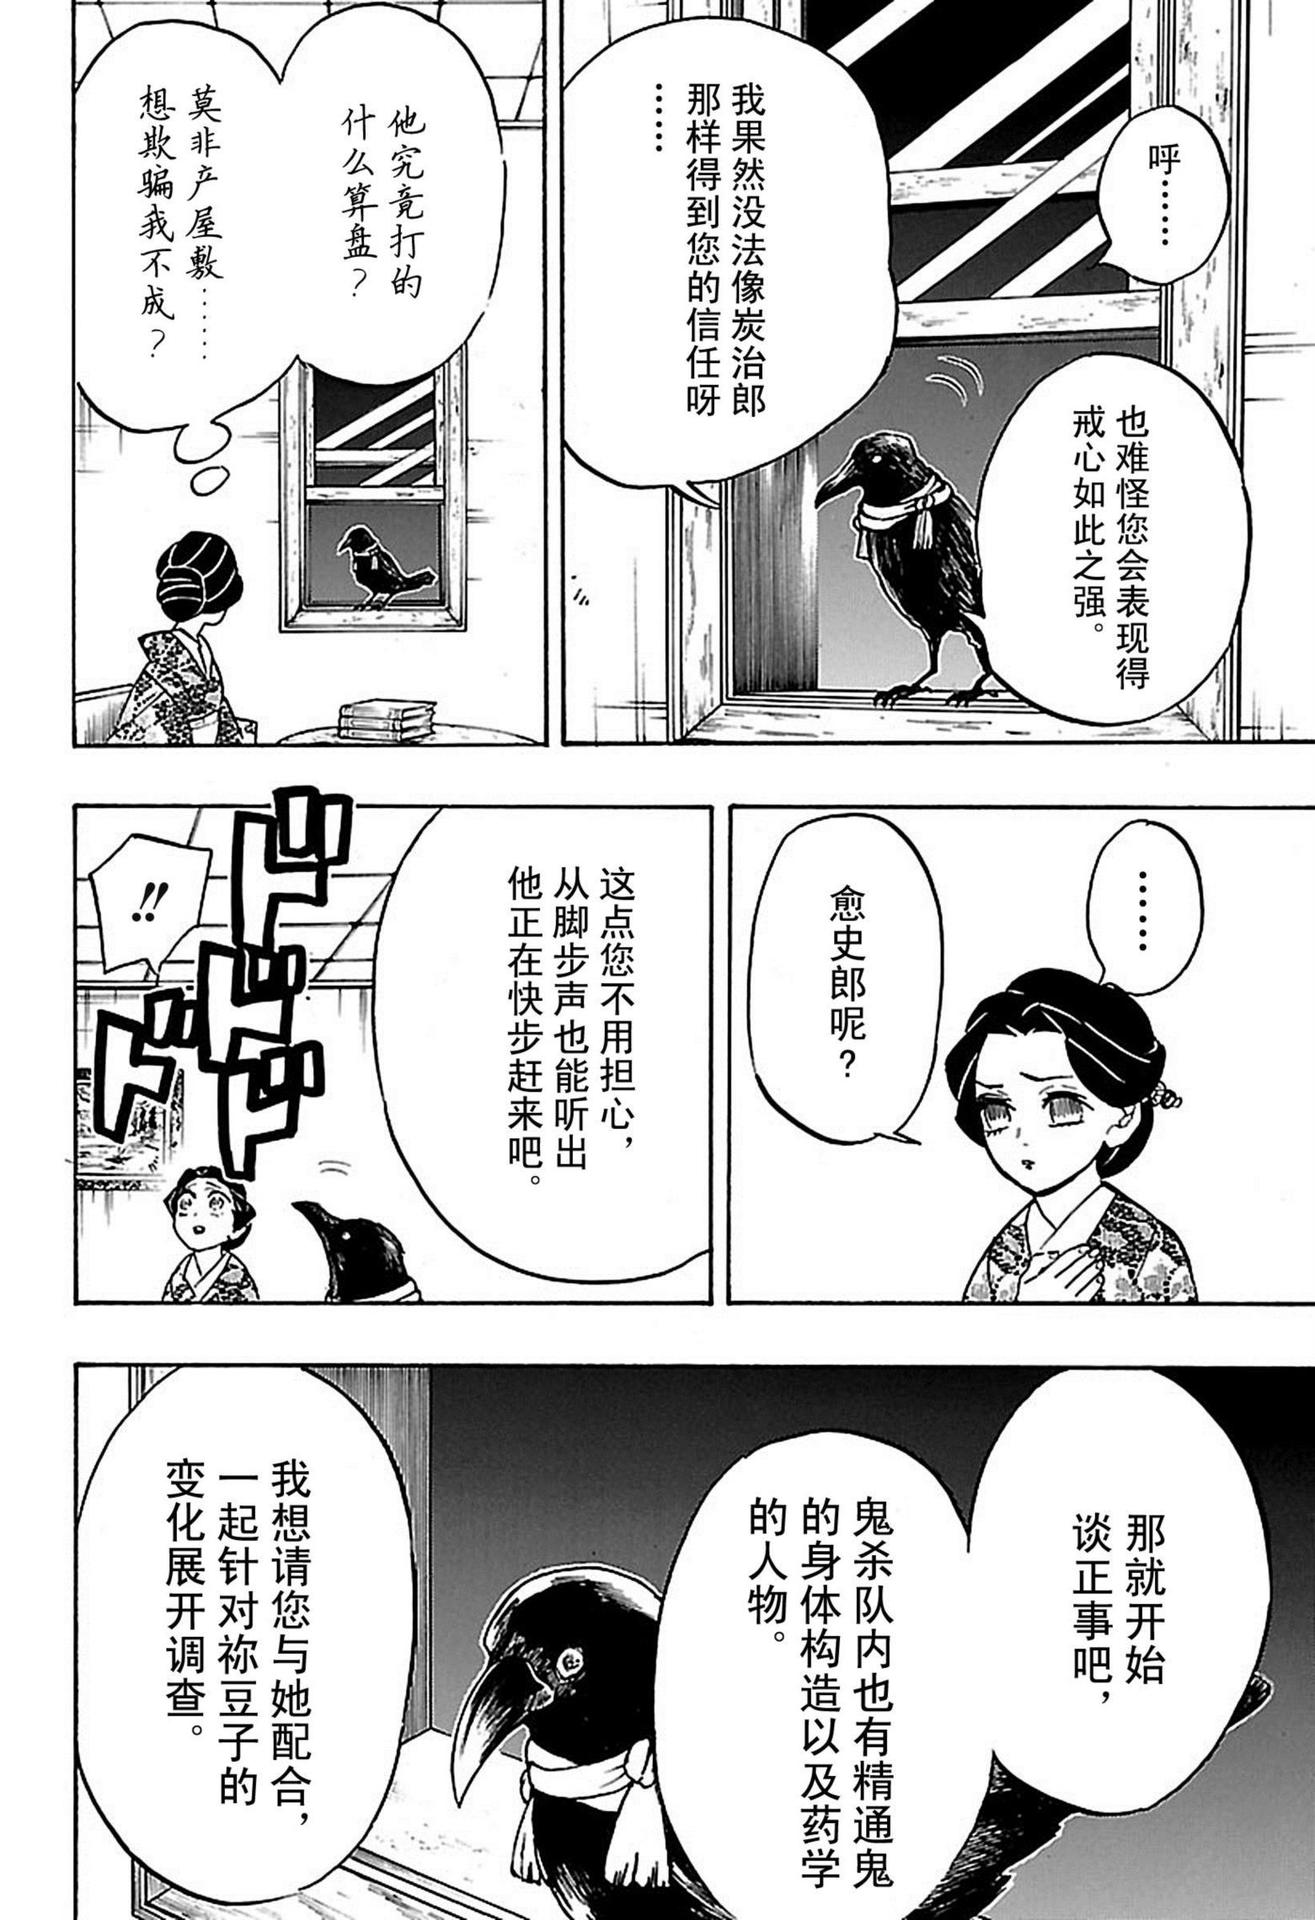 呼……
也难怪您会表现得
戒心如此之强。
我果然没法像炭治郎
那样得到您的信任呀
……
他究竟打的
什么算盘？
莫非产屋敷……
想欺骗我不成？
……
愈史郎呢？
这点您不用担心，
从脚步声也能听出
他正在快步赶来吧。
!!
ド
ド
ド
ド
那就开始
谈正事吧，
鬼杀队内也有精通鬼
的身体构造以及药学
的人物。
我想请您与她配合，
一起针对祢豆子的
变化展开调查。